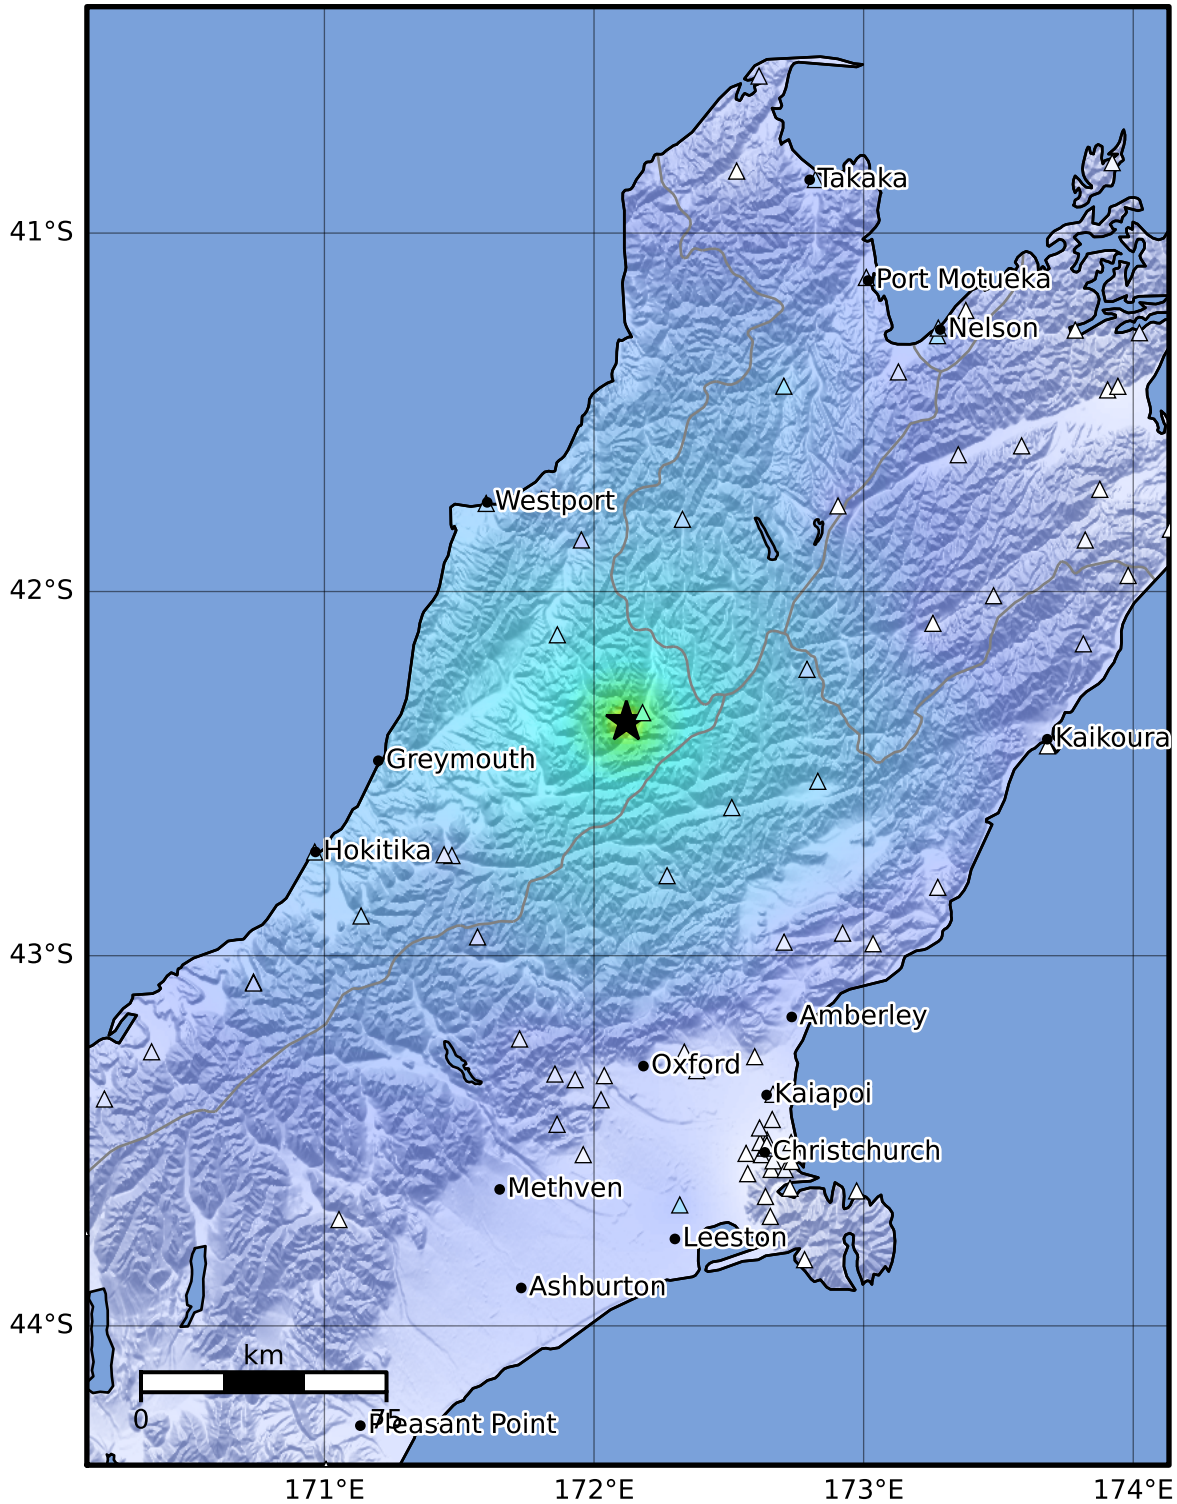 Takaka
41°S
Port Motueka
Nelson
Westport
42°S
Kaikoura
Greymouth
Hokitika
43°S
Amberley
Oxford
Kaiapoi
Christchurch
Methven
Leeston
Ashburton
44°S
km
0
75
Pleasant Point
171°E
172°E
173°E
174°E